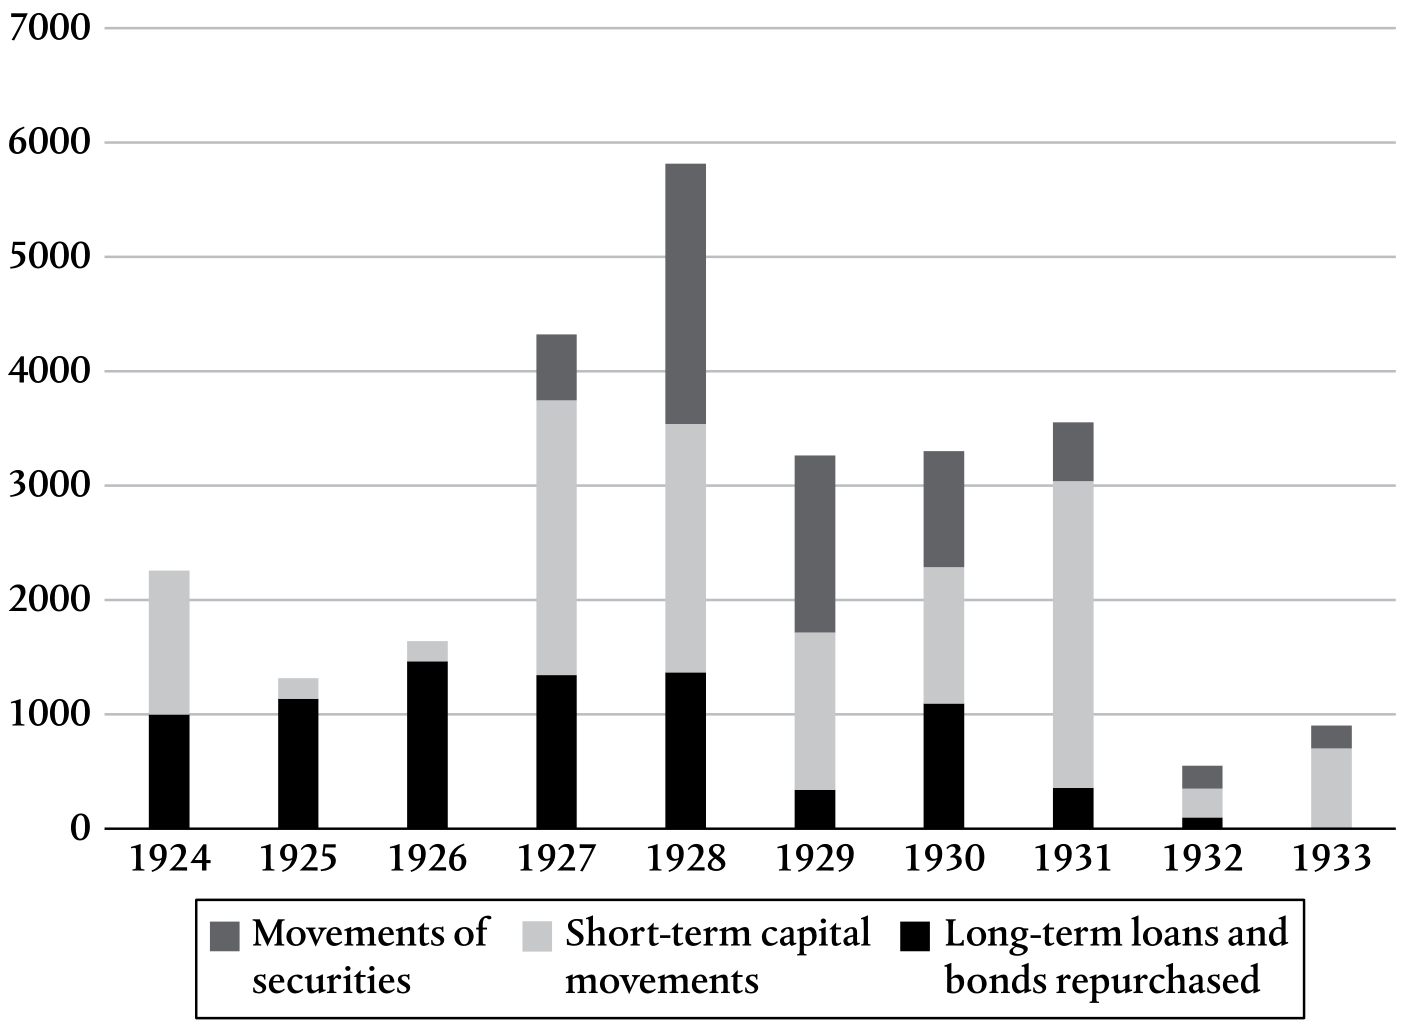 7000
6000
5000
4000
3000
2000
1000
0
1924 1925 1926 1927 1928 1929 1930 1931 1932 1933
Movements of securities
Short-term capital movements
Long-term loans and bonds repurchased